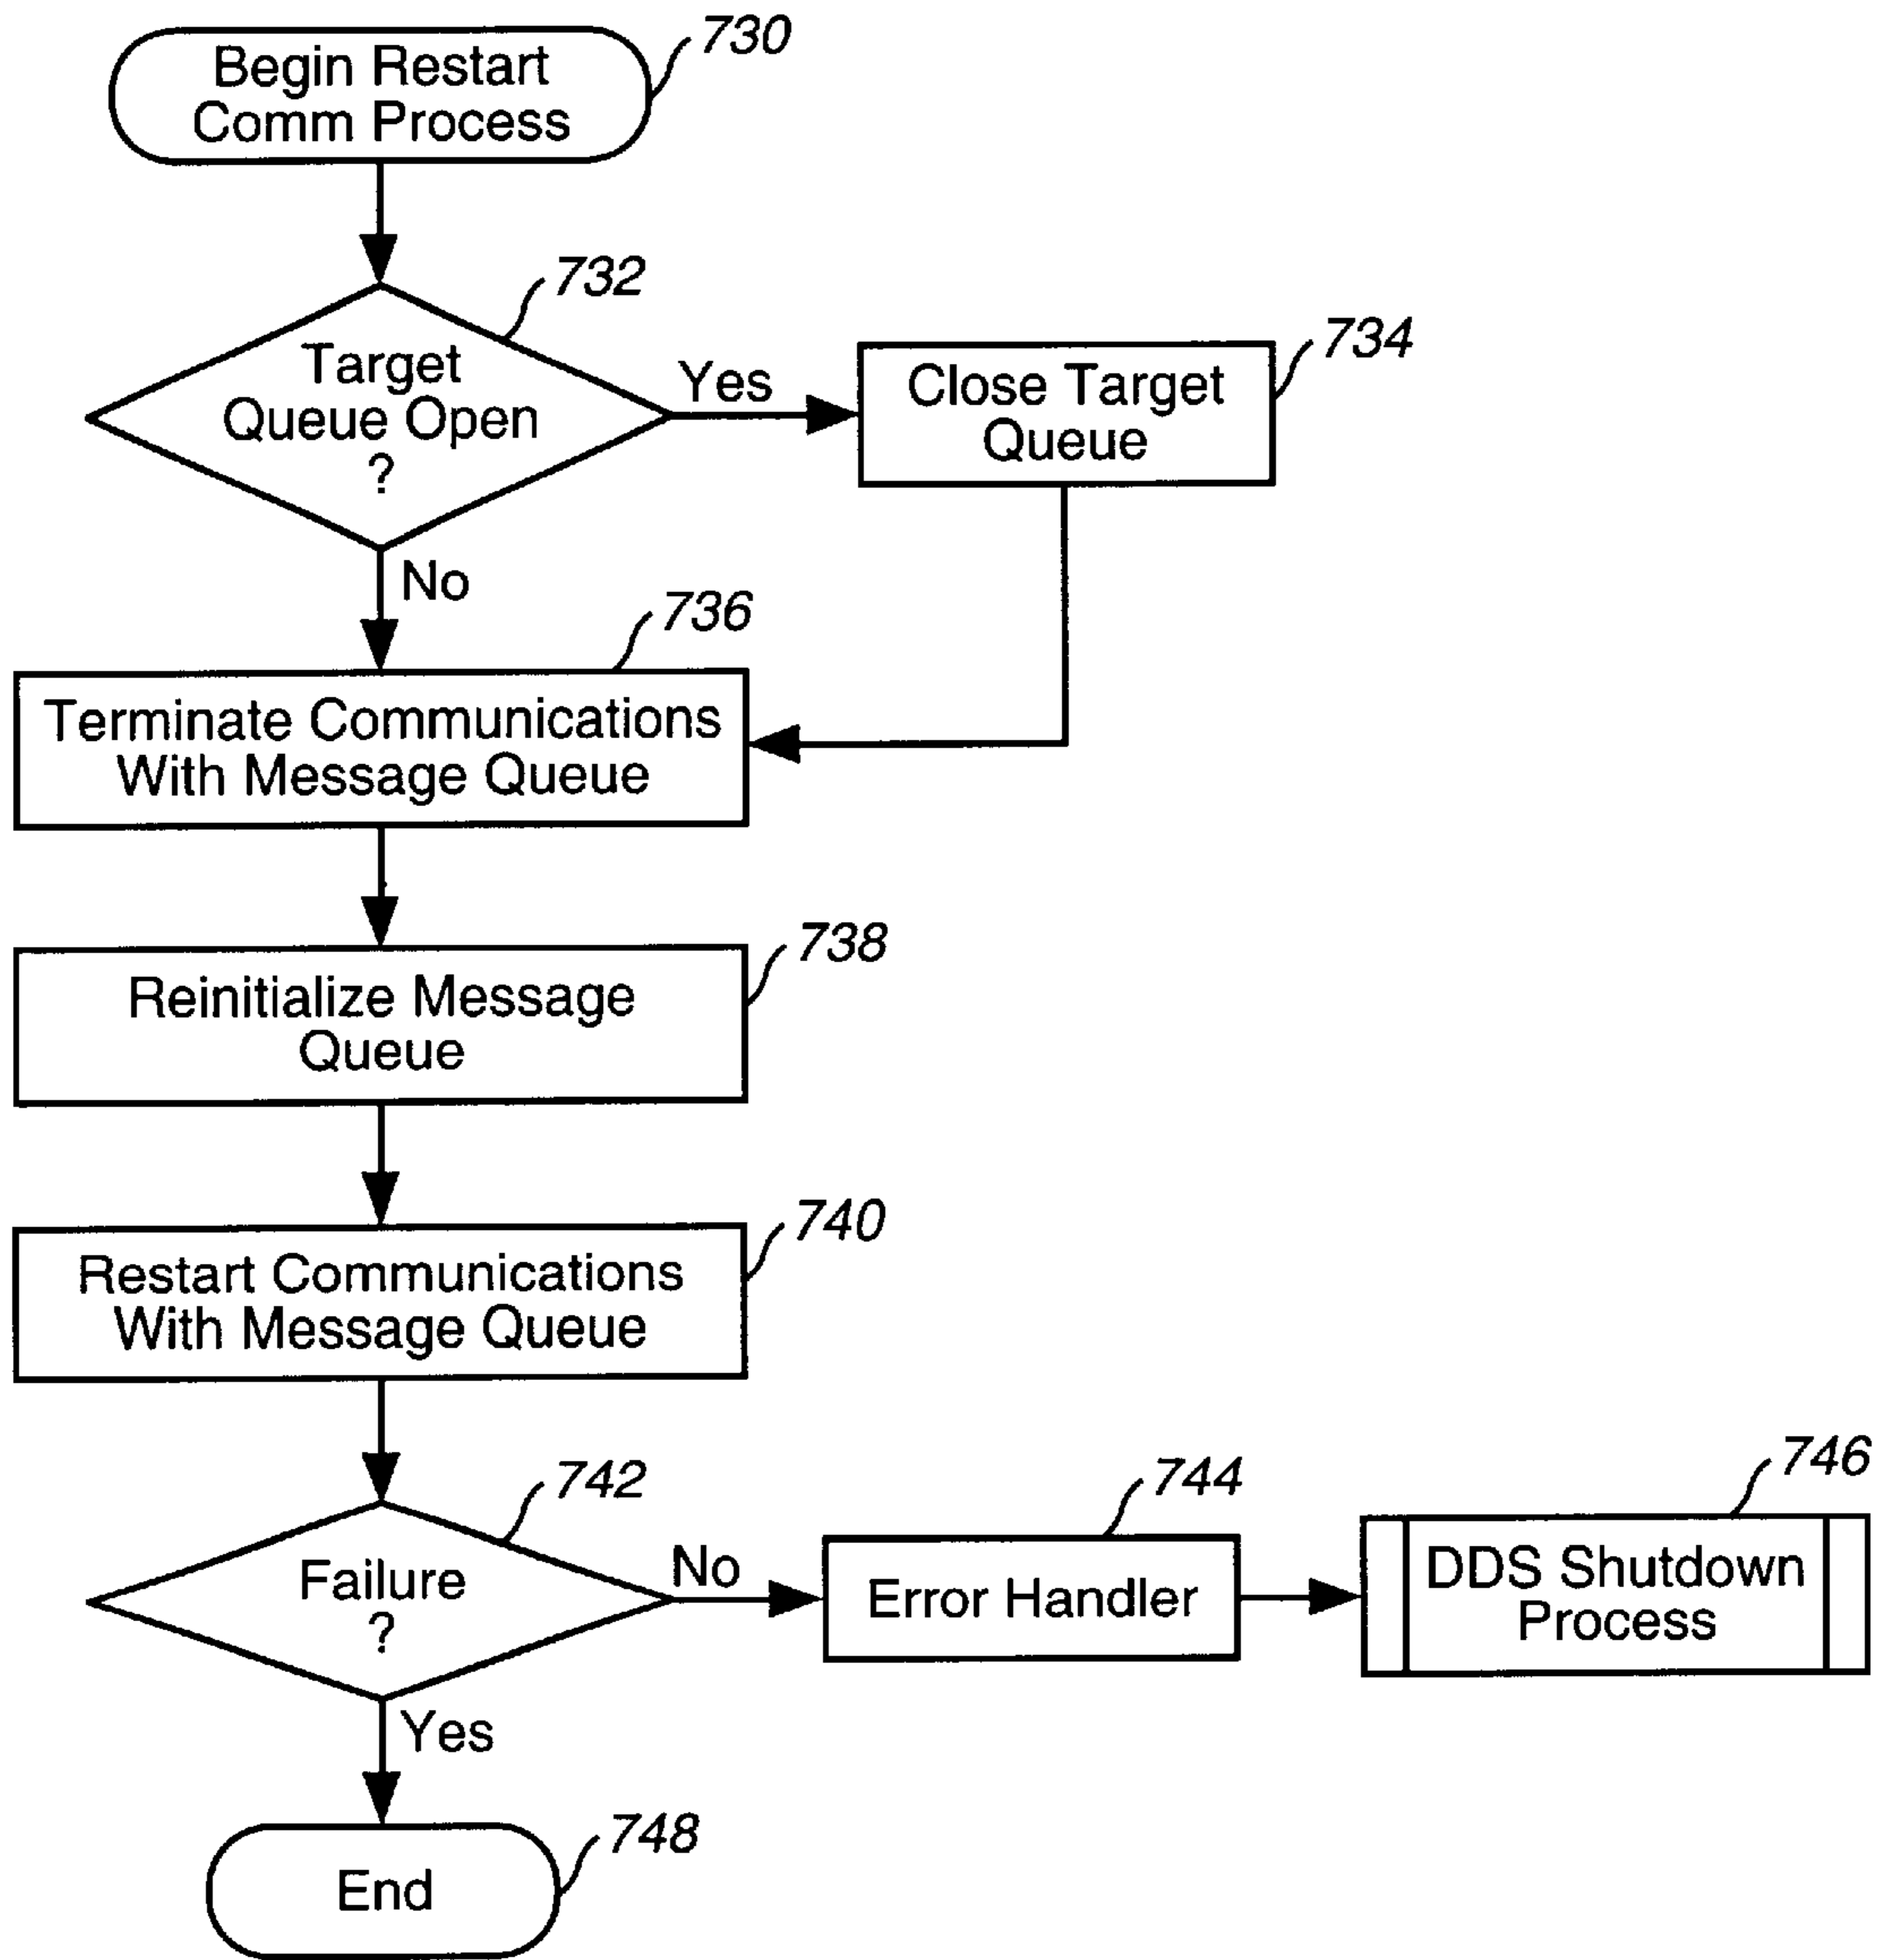 730
Begin Restart
Comm Process
732
Target
Queue Open
?
Yes
734
Close Target
Queue
No
736
Terminate Communications
With Message Queue
738
Reinitialize Message
Queue
740
Restart Communications
With Message Queue
742
Failure
?
No
744
Error Handler
746
DDS Shutdown
Process
Yes
748
End